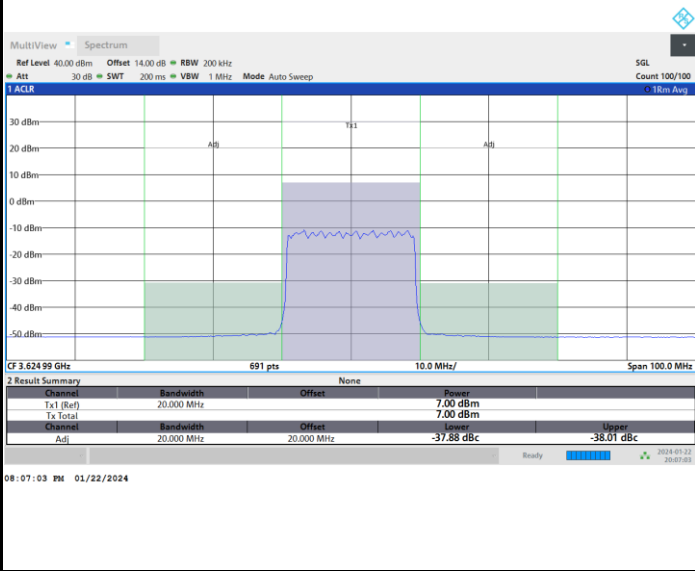 MultiView Spectrum
Ref Level 40.00 dBm Offset 14.00 dB RBW 200 kHz SGL
Att 30 dB SWT 200 ms VBW 1 MHz Mode Auto Sweep Count 100/100
1 ACLR 1Rm Avg
30 dBm
Tx1
20 dBm Adj Adj
10 dBm
0 dBm
-10 dBm
-20 dBm
-30 dBm
-40 dBm
-50 dBm
CF 3.624 99 GHz 691 pts 10.0 MHz/ Span 100.0 MHz
2 Result Summary None
Channel Bandwidth Offset Power
Tx1 (Ref) 20.000 MHz 7.00 dBm
Tx Total 7.00 dBm
Channel Bandwidth Offset Lower Upper
Adj 20.000 MHz 20.000 MHz -37.88 dBc -38.01 dBc
Ready 2024-01-22
20:07:03
08:07:03 PM 01/22/2024